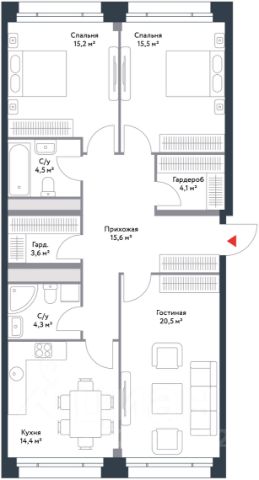 Спальня
15,2 м²
Спальня
15,5 м²
С/у
4,5 м²
Гардероб
4,1 м²
Прихожая
15,6 м²
Гард.
3,6 м²
С/у
4,3 м²
Гостиная
20,5 м²
Кухня
14,4 м²